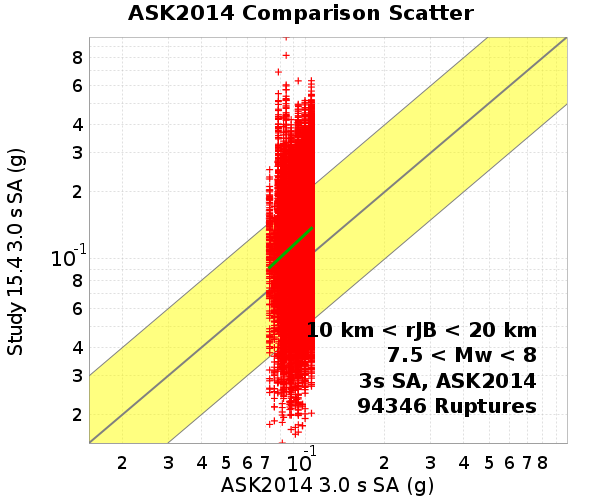 ASK2014 Comparison Scatter
8
6
4
3
2
10-1
8
6
4
3
2
Study 15.4 3.0 s SA (g)
10 km < rJB < 20 km
7.5 < Mw < 8
3s SA, ASK2014
94346 Ruptures
2 3 4 5 6 7 10-1 2 3 4 5 6 7 8
ASK2014 3.0 s SA (g)